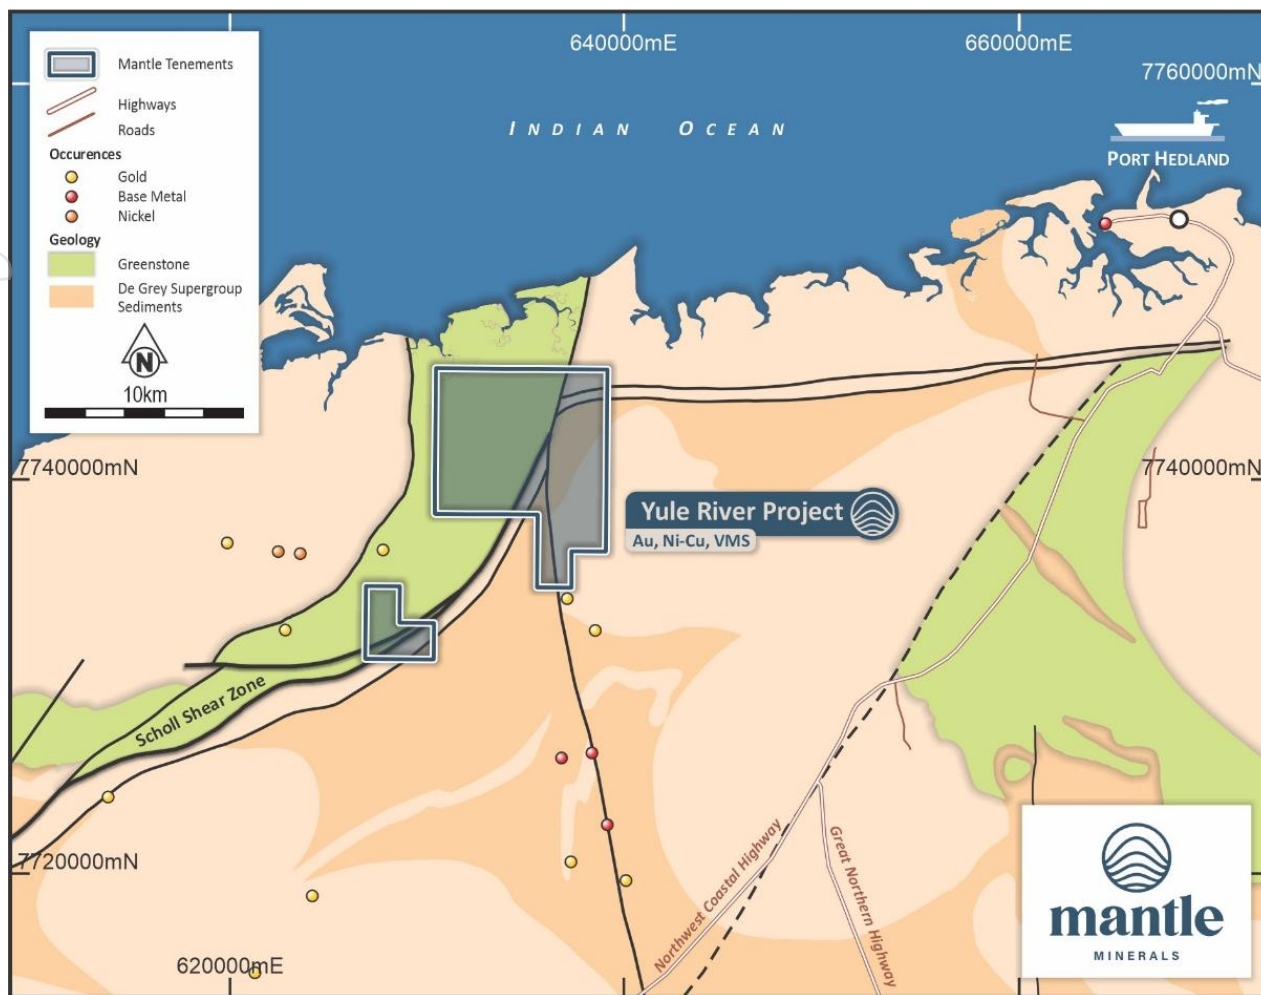 640000mE
660000mE
7760000mN
Mantle Tenements
Highways
Roads
Occurences
Gold
Base Metal
Nickel
Geology
Greenstone
De Grey Supergroup
Sediments
N
10km
INDIAN OCEAN
PORT HEDLAND
7740000mN
7740000mN
Yule River Project
Au, Ni-Cu, VMS
Scholl Shear Zone
Northwest Coastal Highway
Great Northern Highway
7720000mN
620000mE
mantle
MINERALS